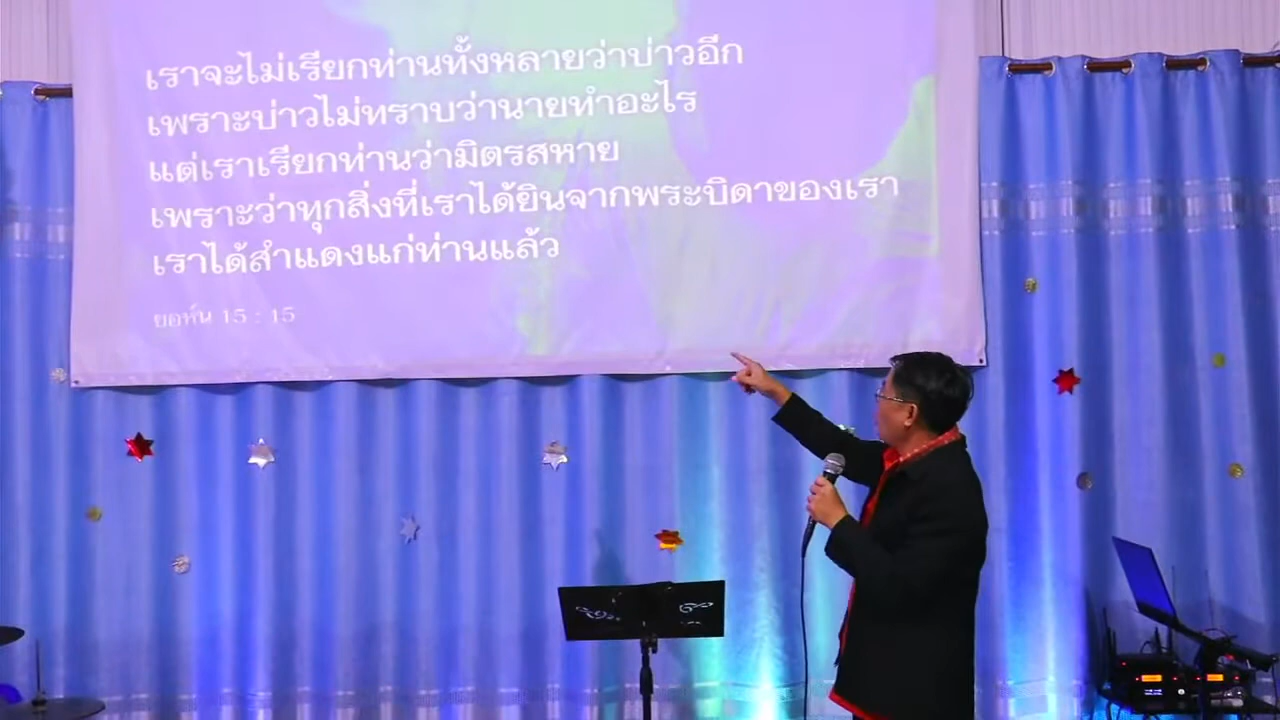 เราจะไม่เรียกท่านทั้งหลายว่าบ่าวอีก
เพราะบ่าวไม่ทราบว่านายทำอะไร
แต่เราเรียกท่านว่ามิตรสหาย
เพราะว่าทุกสิ่งที่เราได้ยินจากพระบิดาของเรา
เราได้สำแดงแก่ท่านแล้ว
ยอห์น 15 : 15